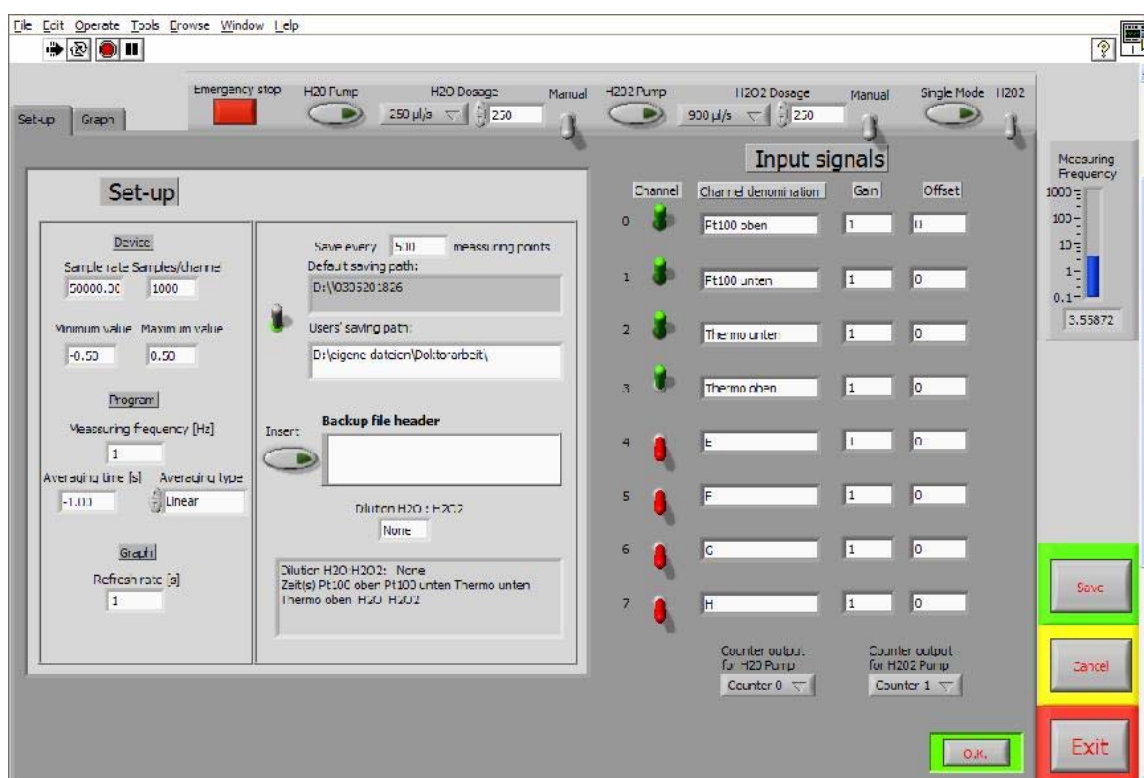 File Edit Operate Tools Browse Window Help
Emergency stop H2O Pump H2O Dosage Manual H2O2 Pump H2O2 Dosage Manual Single Mode H2O2
250 µl/s 250 900 µl/s 250
Set-up Graph
Input signals
Set-up
Channel Channel denomination Gain Offset
0 Pt100 oben 1 0
1 Pt100 unten 1 0
2 Thermo unten 1 0
3 Thermo oben 1 0
4 E 1 0
5 F 1 0
6 G 1 0
7 H 1 0
Counter output for H2O Pump
Counter 0
Counter output for H2O2 Pump
Counter 1
Device
Sample rate Samples/channel
50000.00 1000
Minimum value Maximum value
-0.50 0.50
Program
Meassuring frequency [Hz]
1
Averaging time [s] Averaging type
-1.00 Linear
Graph
Refresh rate [s]
1
Save every 500 measuring points
Default saving path:
Users' saving path:
D:\eigene dateien\Doktorarbeit\
Insert
Backup file header
Dilution H2O : H2O2
None
Dilution H2O:H2O2: None
Zeit(s) Pt100 oben Pt100 unten Thermo unten
Thermo oben H2O H2O2
Measuring
Frequency
1000
100
10
1
0.1
3.55872
Save
Cancel
Exit
O.K.